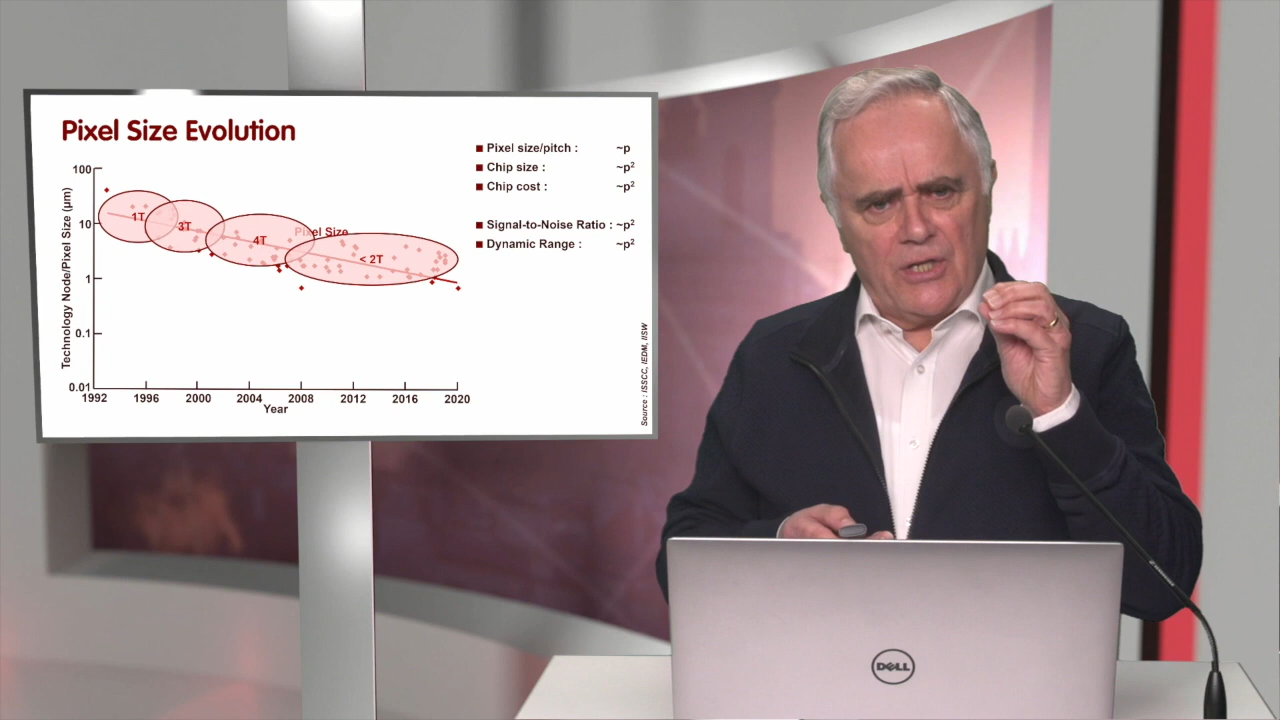 Pixel Size Evolution
■ Pixel size/pitch : ~p
■ Chip size : ~p²
■ Chip cost : ~p²
■ Signal-to-Noise Ratio : ~p²
■ Dynamic Range : ~p²
Technology Node/Pixel Size (μm)
100
10
1
0.1
0.01
1T
3T
4T
Pixel Size
< 2T
1992 1996 2000 2004 2008 2012 2016 2020
Year
Source : ISSCC, IEDM, IISW
DELL